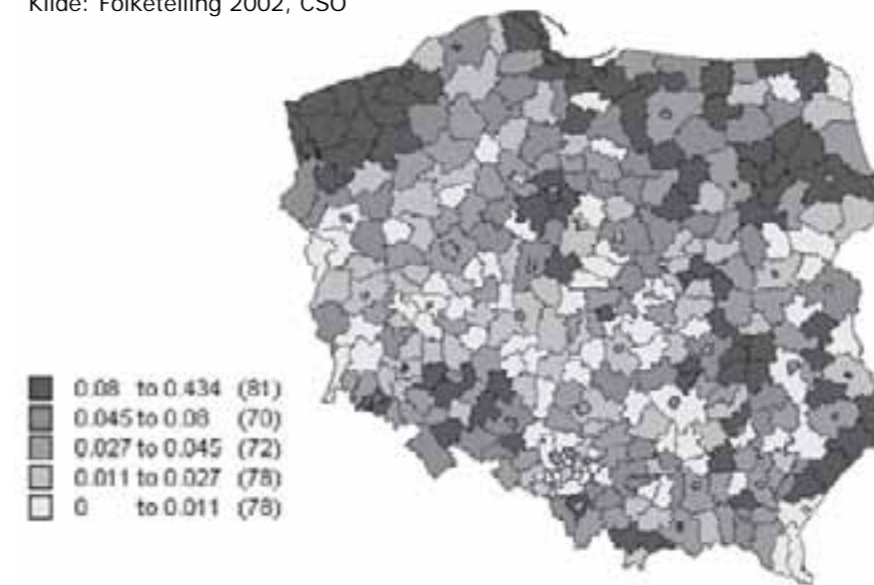 Kilde: Folketelling 2002, CSO
0.08 to 0.434 (81)
0.045 to 0.08 (70)
0.027 to 0.045 (72)
0.011 to 0.027 (78)
0 to 0.011 (78)